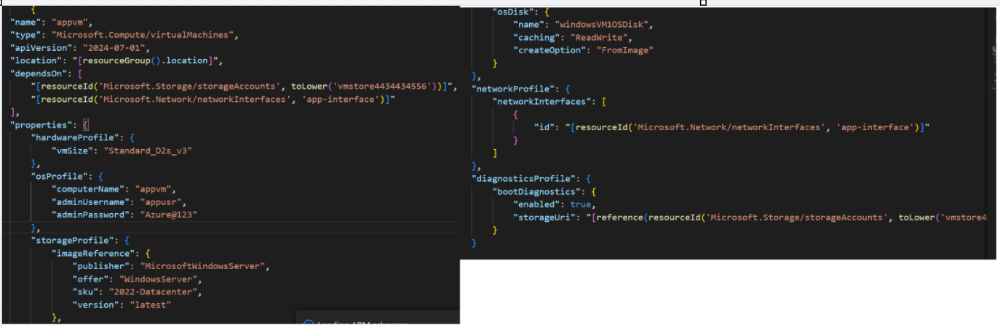 {
"name": "appvm",
"type": "Microsoft.Compute/virtualMachines",
"apiVersion": "2024-07-01",
"location": "[resourceGroup().location]",
"dependsOn": [
"[resourceId('Microsoft.Storage/storageAccounts', toLower('vmstore4434434556'))]",
"[resourceId('Microsoft.Network/networkInterfaces', 'app-interface')]"
],
"properties": {
"hardwareProfile": {
"vmSize": "Standard_D2s_v3"
},
"osProfile": {
"computerName": "appvm",
"adminUsername": "appusr",
"adminPassword": "Azure@123"
},
"storageProfile": {
"imageReference": {
"publisher": "MicrosoftWindowsServer",
"offer": "WindowsServer",
"sku": "2022-Datacenter",
"version": "latest"
},
"osDisk": {
"name": "windowsVM1OSDisk",
"caching": "ReadWrite",
"createOption": "FromImage"
}
},
"networkProfile": {
"networkInterfaces": [
{
"id": "[resourceId('Microsoft.Network/networkInterfaces', 'app-interface')]"
}
]
},
"diagnosticsProfile": {
"bootDiagnostics": {
"enabled": true,
"storageUri": "[reference(resourceId('Microsoft.Storage/storageAccounts', toLower('vmstore4
}
}